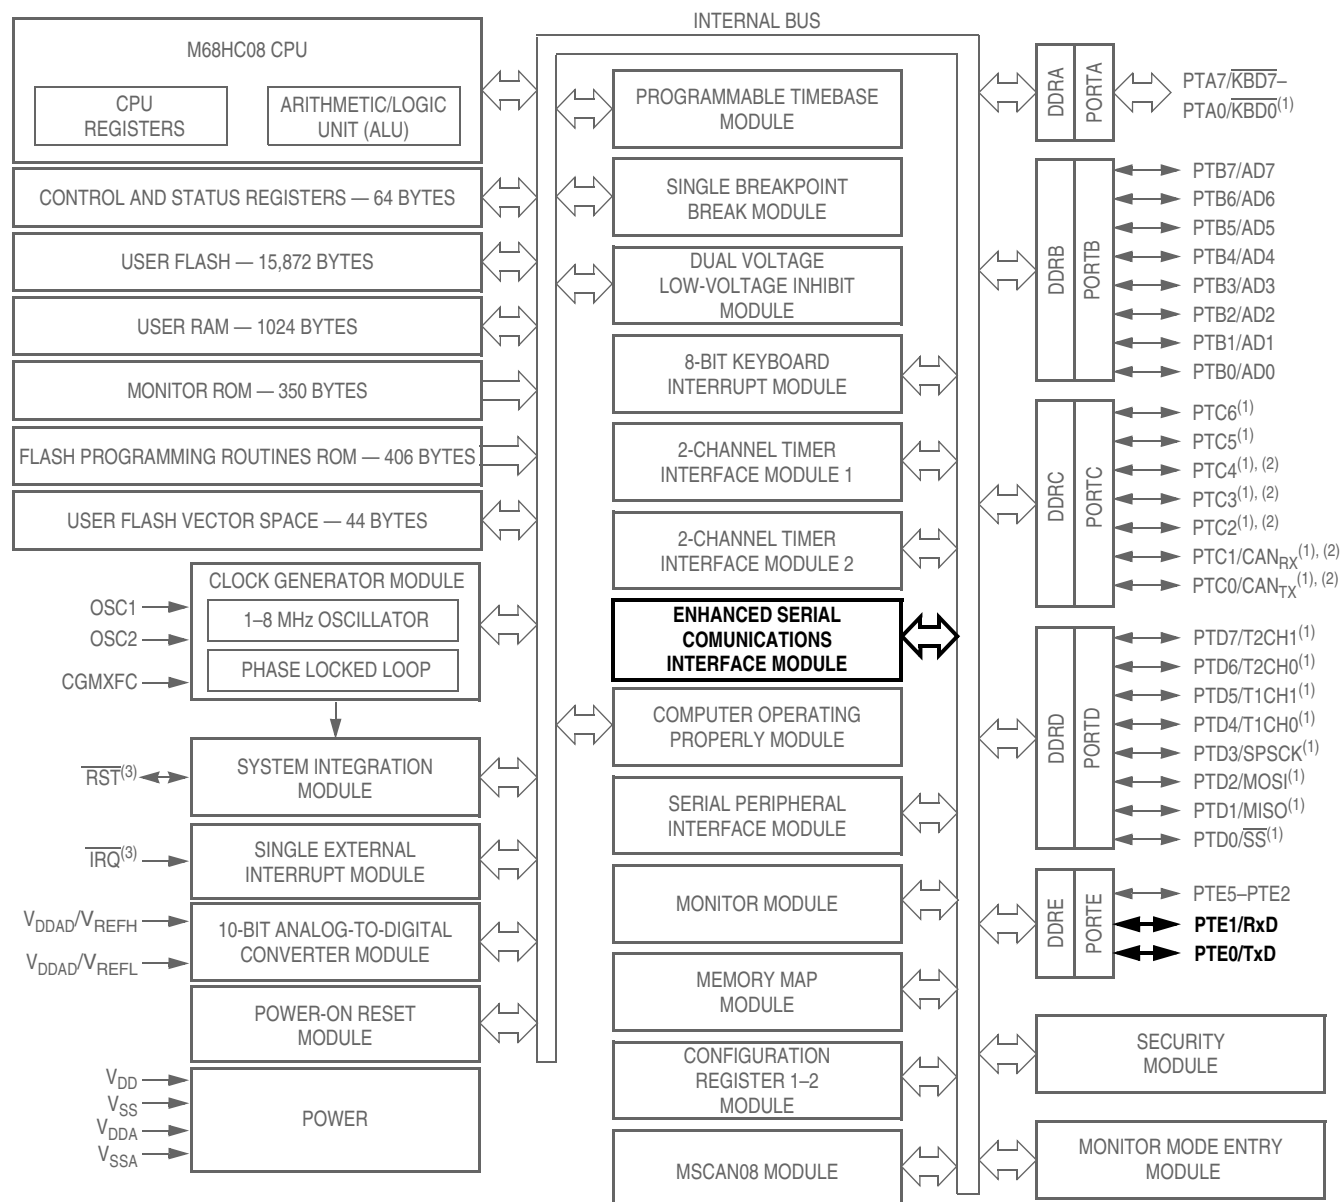 INTERNAL BUS
M68HC08 CPU
CPU
REGISTERS
ARITHMETIC/LOGIC
UNIT (ALU)
CONTROL AND STATUS REGISTERS — 64 BYTES
USER FLASH — 15,872 BYTES
USER RAM — 1024 BYTES
MONITOR ROM — 350 BYTES
FLASH PROGRAMMING ROUTINES ROM — 406 BYTES
USER FLASH VECTOR SPACE — 44 BYTES
CLOCK GENERATOR MODULE
1–8 MHz OSCILLATOR
PHASE LOCKED LOOP
OSC1
OSC2
CGMXFC
SYSTEM INTEGRATION
MODULE
RST(3)
SINGLE EXTERNAL
INTERRUPT MODULE
IRQ(3)
10-BIT ANALOG-TO-DIGITAL
CONVERTER MODULE
VDDAD/VREFH
VDDAD/VREFL
POWER-ON RESET
MODULE
POWER
VDD
VSS
VDDA
VSSA
PROGRAMMABLE TIMEBASE
MODULE
SINGLE BREAKPOINT
BREAK MODULE
DUAL VOLTAGE
LOW-VOLTAGE INHIBIT
MODULE
8-BIT KEYBOARD
INTERRUPT MODULE
2-CHANNEL TIMER
INTERFACE MODULE 1
2-CHANNEL TIMER
INTERFACE MODULE 2
ENHANCED SERIAL
COMUNICATIONS
INTERFACE MODULE
COMPUTER OPERATING
PROPERLY MODULE
SERIAL PERIPHERAL
INTERFACE MODULE
MONITOR MODULE
MEMORY MAP
MODULE
CONFIGURATION
REGISTER 1–2
MODULE
MSCAN08 MODULE
DDRA
PORTA
PTA7/KBD7–
PTA0/KBD0(1)
DDRB
PORTB
PTB7/AD7
PTB6/AD6
PTB5/AD5
PTB4/AD4
PTB3/AD3
PTB2/AD2
PTB1/AD1
PTB0/AD0
DDRC
PORTC
PTC6(1)
PTC5(1)
PTC4(1), (2)
PTC3(1), (2)
PTC2(1), (2)
PTC1/CANRX(1), (2)
PTC0/CANTX(1), (2)
DDRD
PORTD
PTD7/T2CH1(1)
PTD6/T2CH0(1)
PTD5/T1CH1(1)
PTD4/T1CH0(1)
PTD3/SPSCK(1)
PTD2/MOSI(1)
PTD1/MISO(1)
PTD0/SS(1)
DDRE
PORTE
PTE5–PTE2
PTE1/RxD
PTE0/TxD
SECURITY
MODULE
MONITOR MODE ENTRY
MODULE